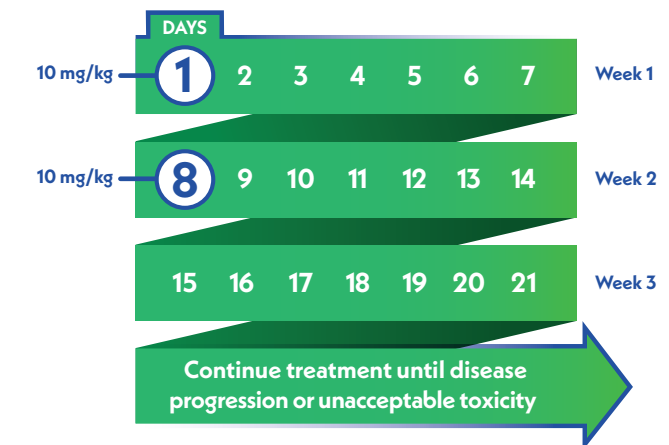 DAYS
10 mg/kg 1 2 3 4 5 6 7 Week 1
10 mg/kg 8 9 10 11 12 13 14 Week 2
15 16 17 18 19 20 21 Week 3
Continue treatment until disease
progression or unacceptable toxicity